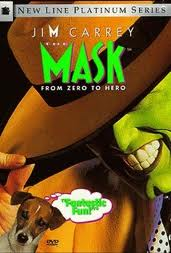 NEW LINE PLATINUM SERIES
JIM CARREY
THE
MASK
FROM ZERO TO HERO
"Fantastic
Fun!"
DVD